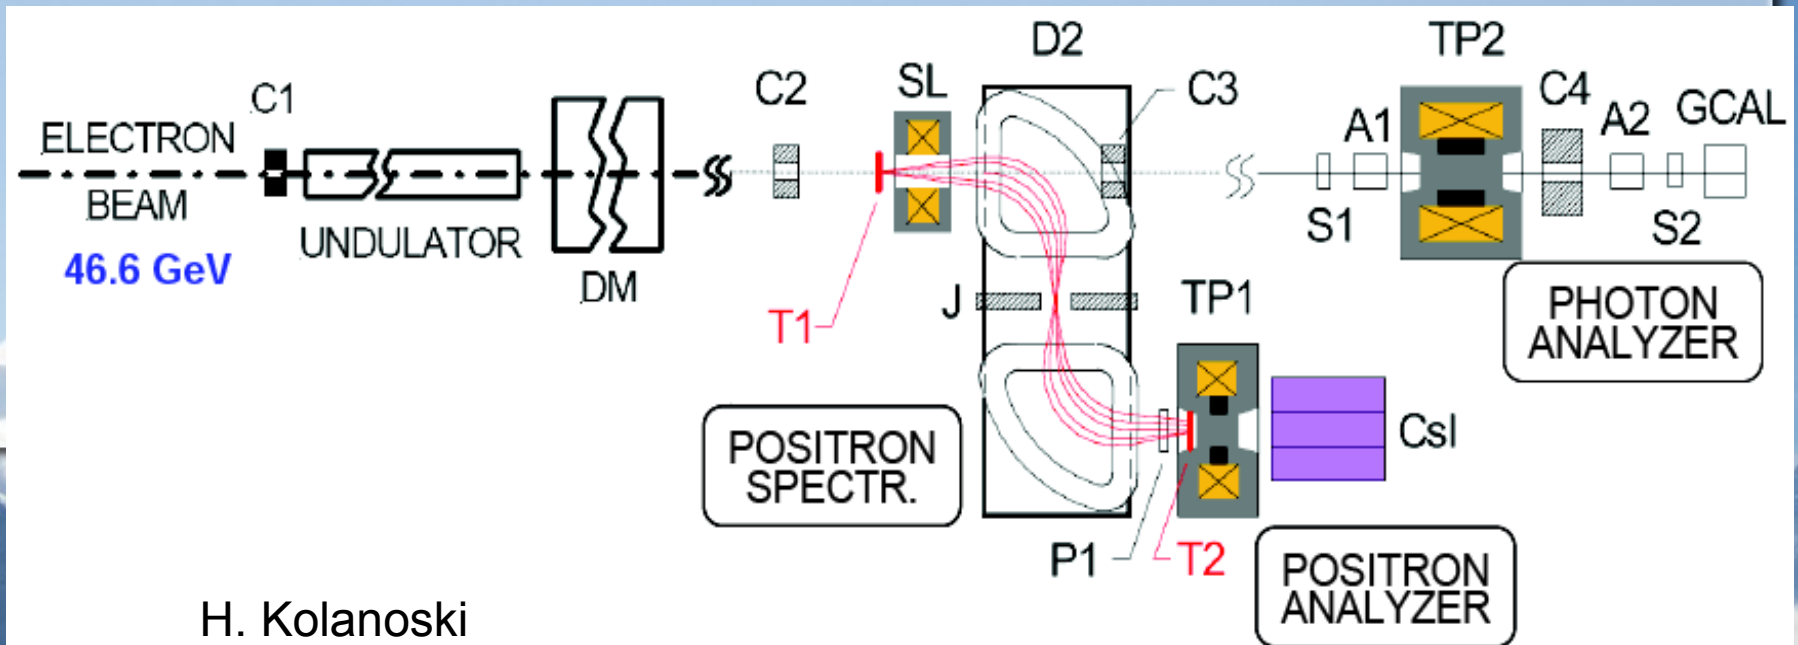 D2
TP2
C1
C2
SL
C3
C4
A1
A2
GCAL
ELECTRON
BEAM
46.6 GeV
UNDULATOR
DM
S1
S2
T1
J
TP1
PHOTON
ANALYZER
POSITRON
SPECTR.
CsI
P1
T2
POSITRON
ANALYZER
H. Kolanoski